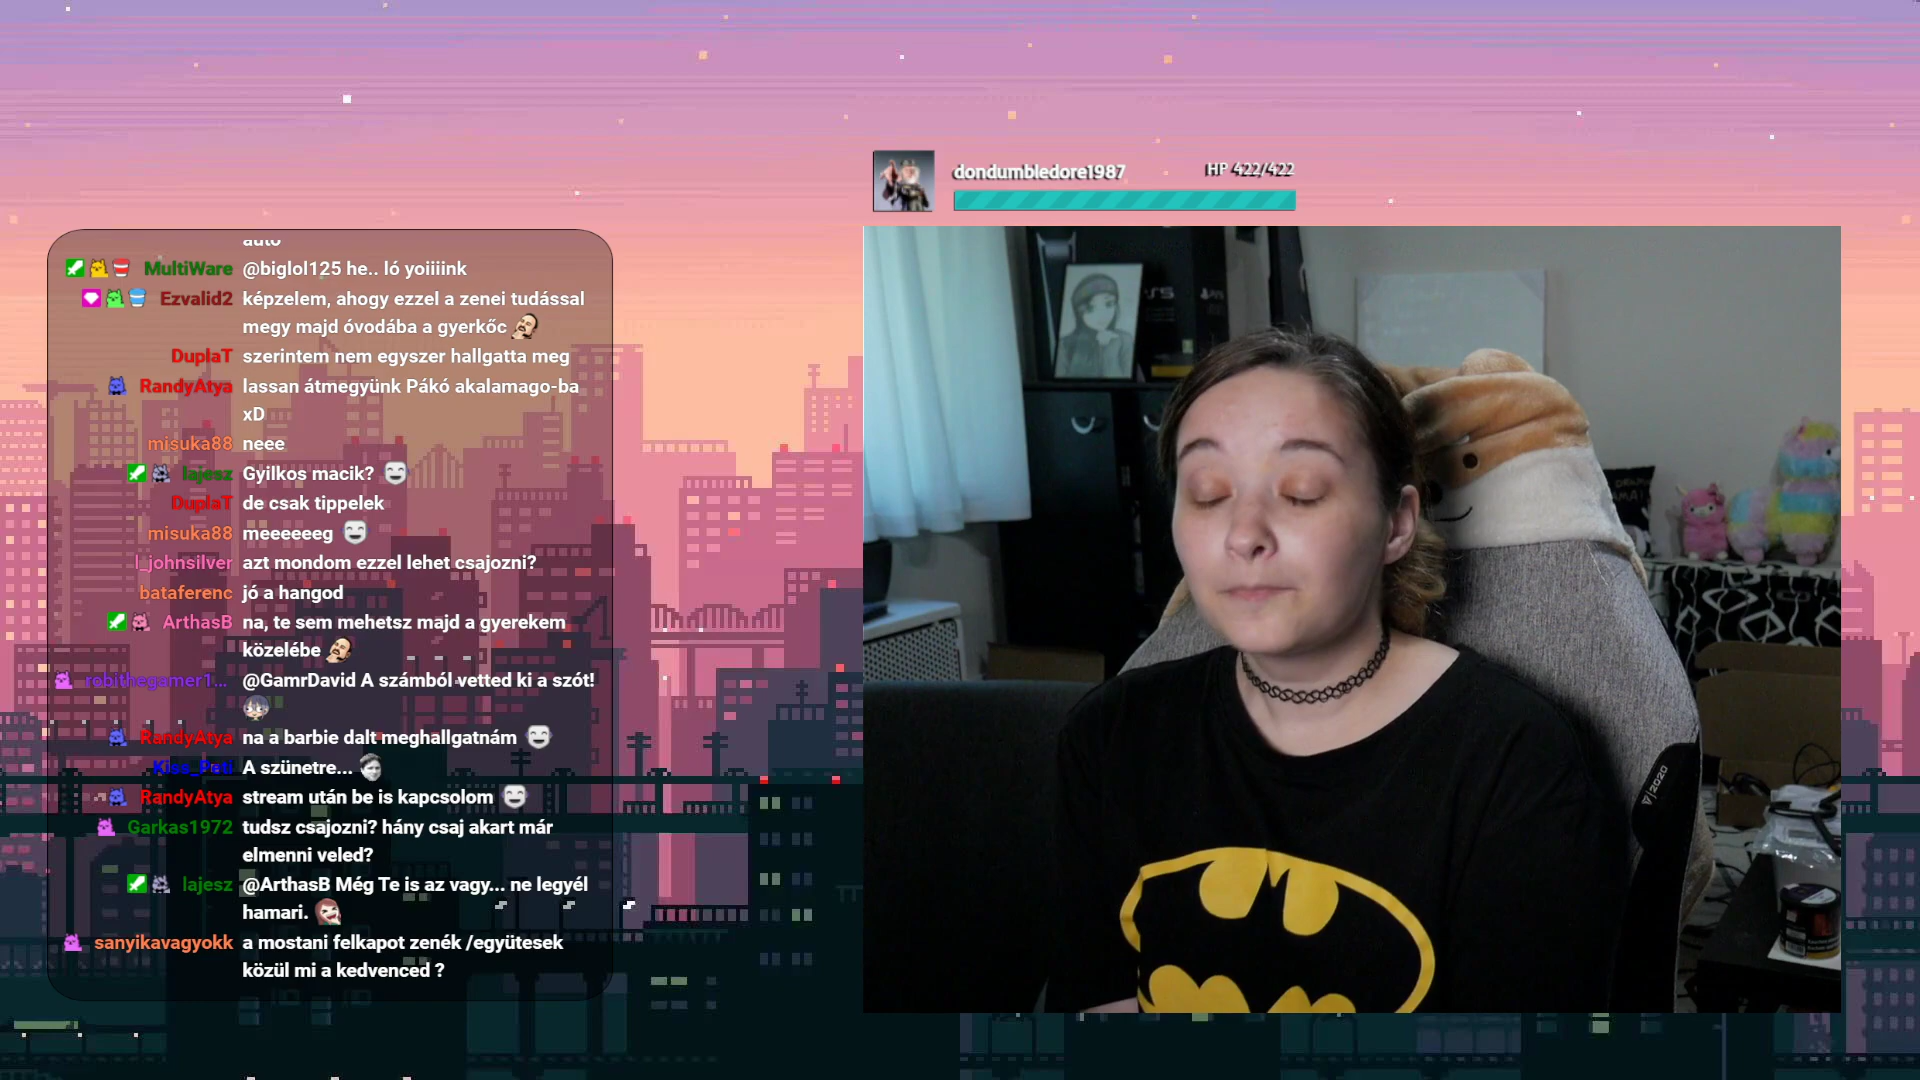 dondumbledore1987 HP 422/422
autó
MultiWare @biglol125 he.. ló yoiiiink
Ezvalid2 képzelem, ahogy ezzel a zenei tudással
megy majd óvodába a gyerkőc
DuplaT szerintem nem egyszer hallgatta meg
RandyAtya lassan átmegyünk Pákó akalamago-ba
xD
misuka88 neee
lajesz Gyilkos macik?
DuplaT de csak tippelek
misuka88 meeeeeeg
l_johnsilver azt mondom ezzel lehet csajozni?
bataferenc jó a hangod
ArthasB na, te sem mehetsz majd a gyerekem
közelébe
robithegamer1... @GamrDavid A számból vetted ki a szót!
RandyAtya na a barbie dalt meghallgatnám
Kiss_Peti A szünetre...
RandyAtya stream után be is kapcsolom
Garkas1972 tudsz csajozni? hány csaj akart már
elmenni veled?
lajesz @ArthasB Még Te is az vagy... ne legyél
hamari.
sanyikavagyokk a mostani felkapot zenék /együtesek
közül mi a kedvenced ?
PS5
V/2020